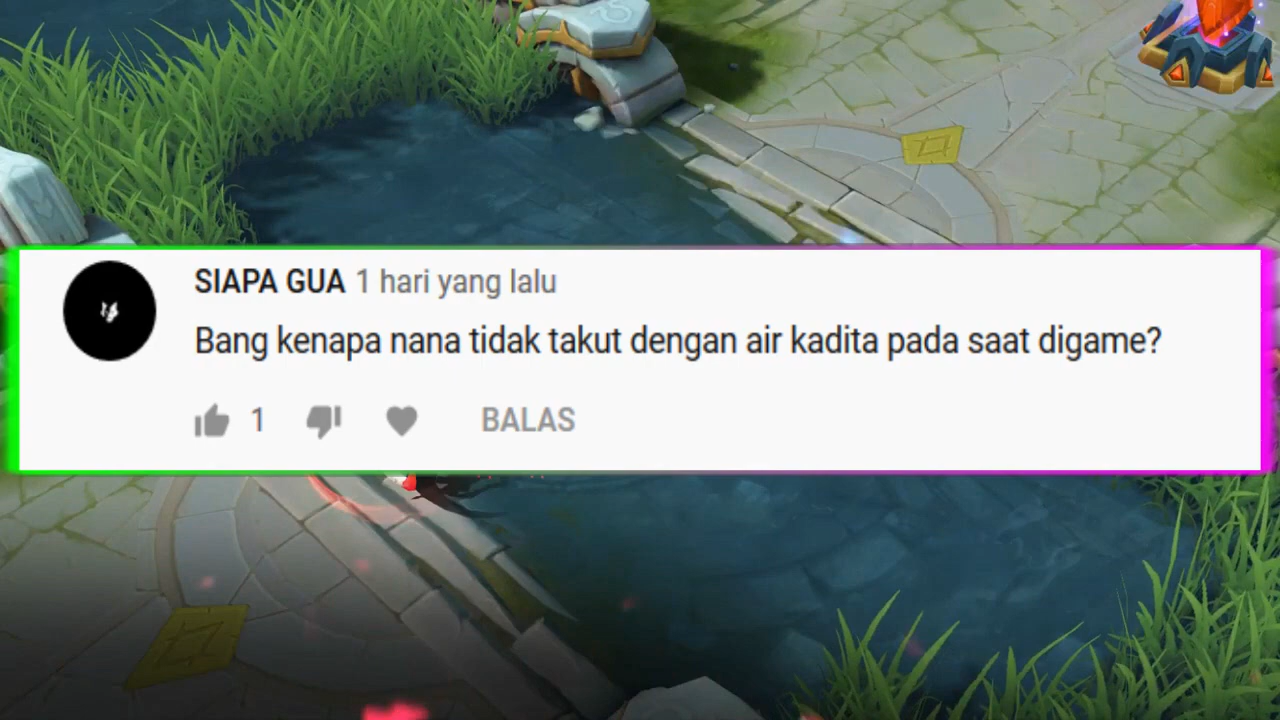 SIAPA GUA 1 hari yang lalu
Bang kenapa nana tidak takut dengan air kadita pada saat digame?
1 BALAS